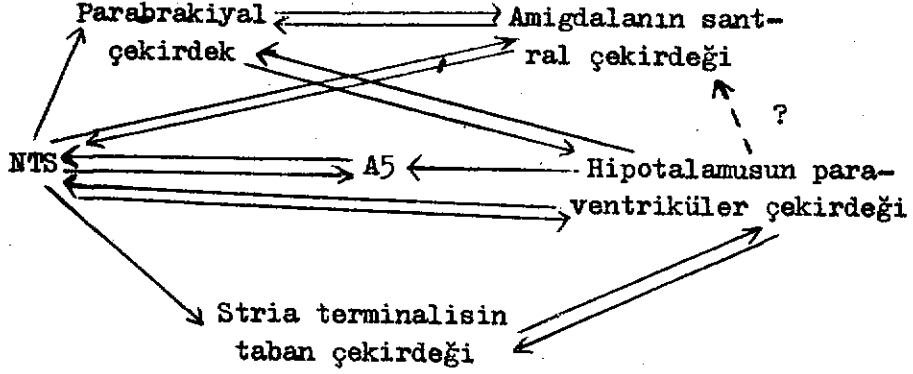 Parabrakiyal
çekirdek
Amigdalanın sant-
ral çekirdeği
?
NTS
A5
Hipotalamusun para-
ventriküler çekirdeği
Stria terminalisin
taban çekirdeği